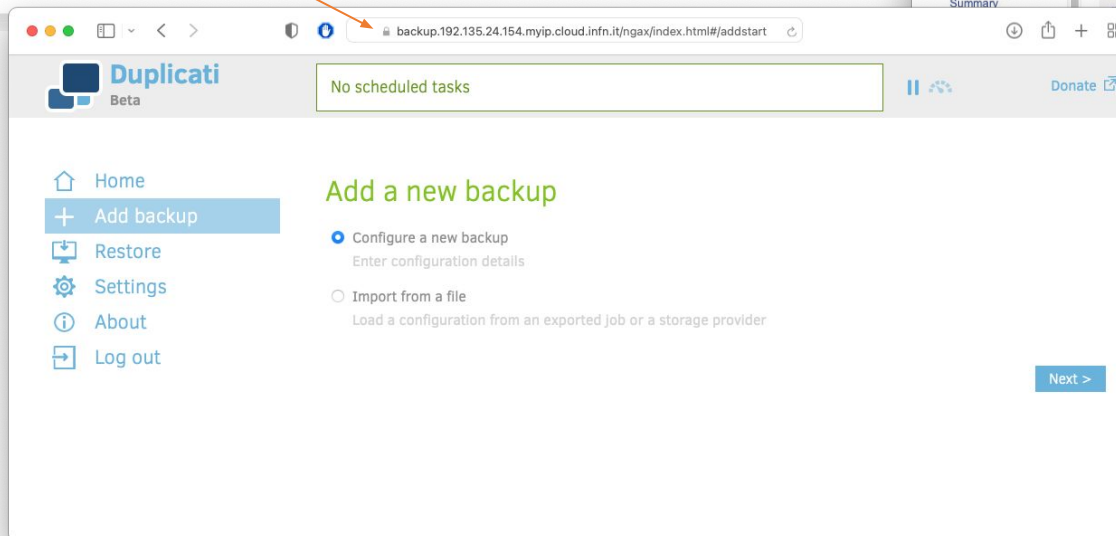 Summary
backup.192.135.24.154.myip.cloud.infn.it/ngax/index.html#/addstart
Duplicati
Beta
No scheduled tasks
Donate
Home
Add backup
Restore
Settings
About
Log out
Add a new backup
Configure a new backup
Enter configuration details
Import from a file
Load a configuration from an exported job or a storage provider
Next >